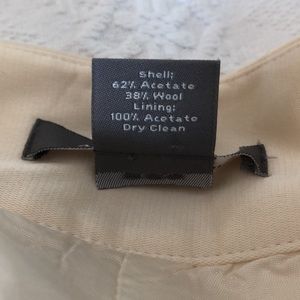 Shell:
62% Acetate
38% Wool
Lining:
100% Acetate
Dry Clean